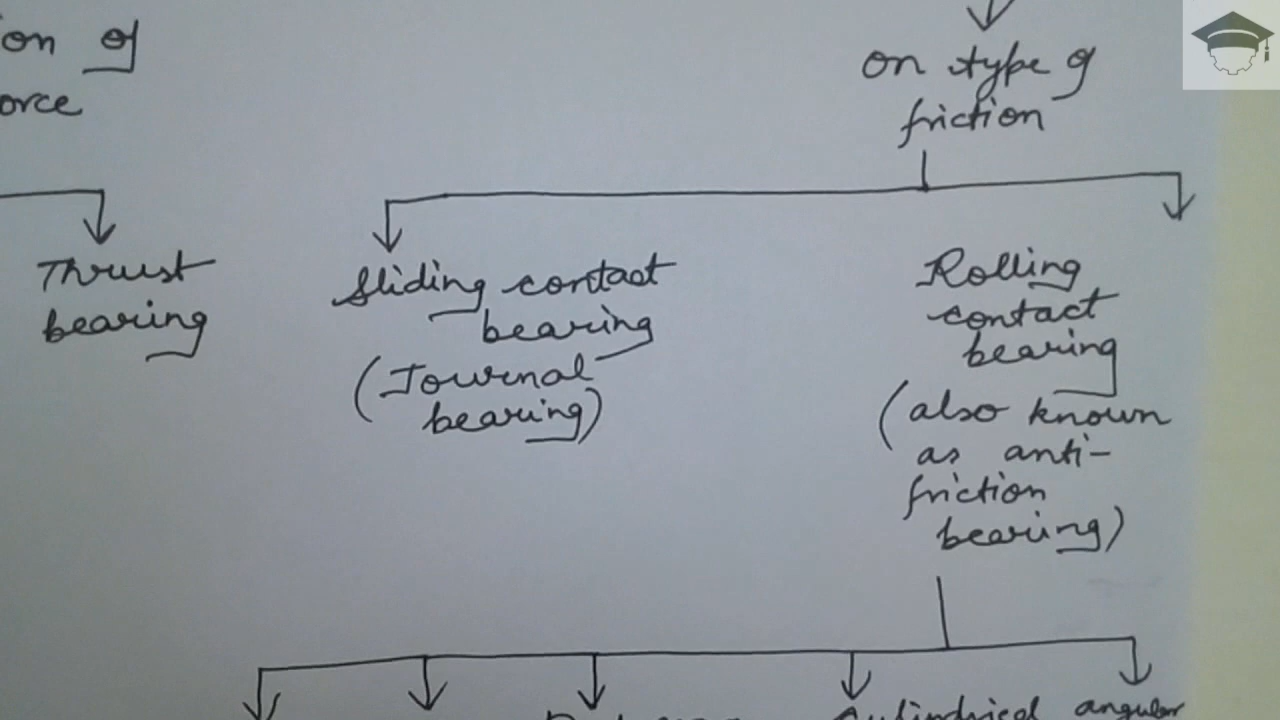 on of
orce
on type of
friction
Thrust
bearing
Sliding contact
bearing
(Journal
bearing)
Rolling
contact
bearing
(also known
as anti-
friction
bearing)
Cylindrical angular